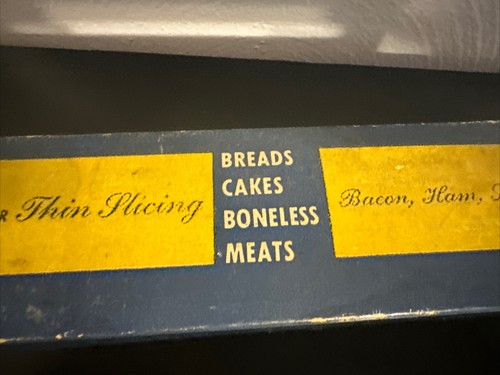 R Thin Slicing
BREADS
CAKES
BONELESS
MEATS
Bacon, Ham,